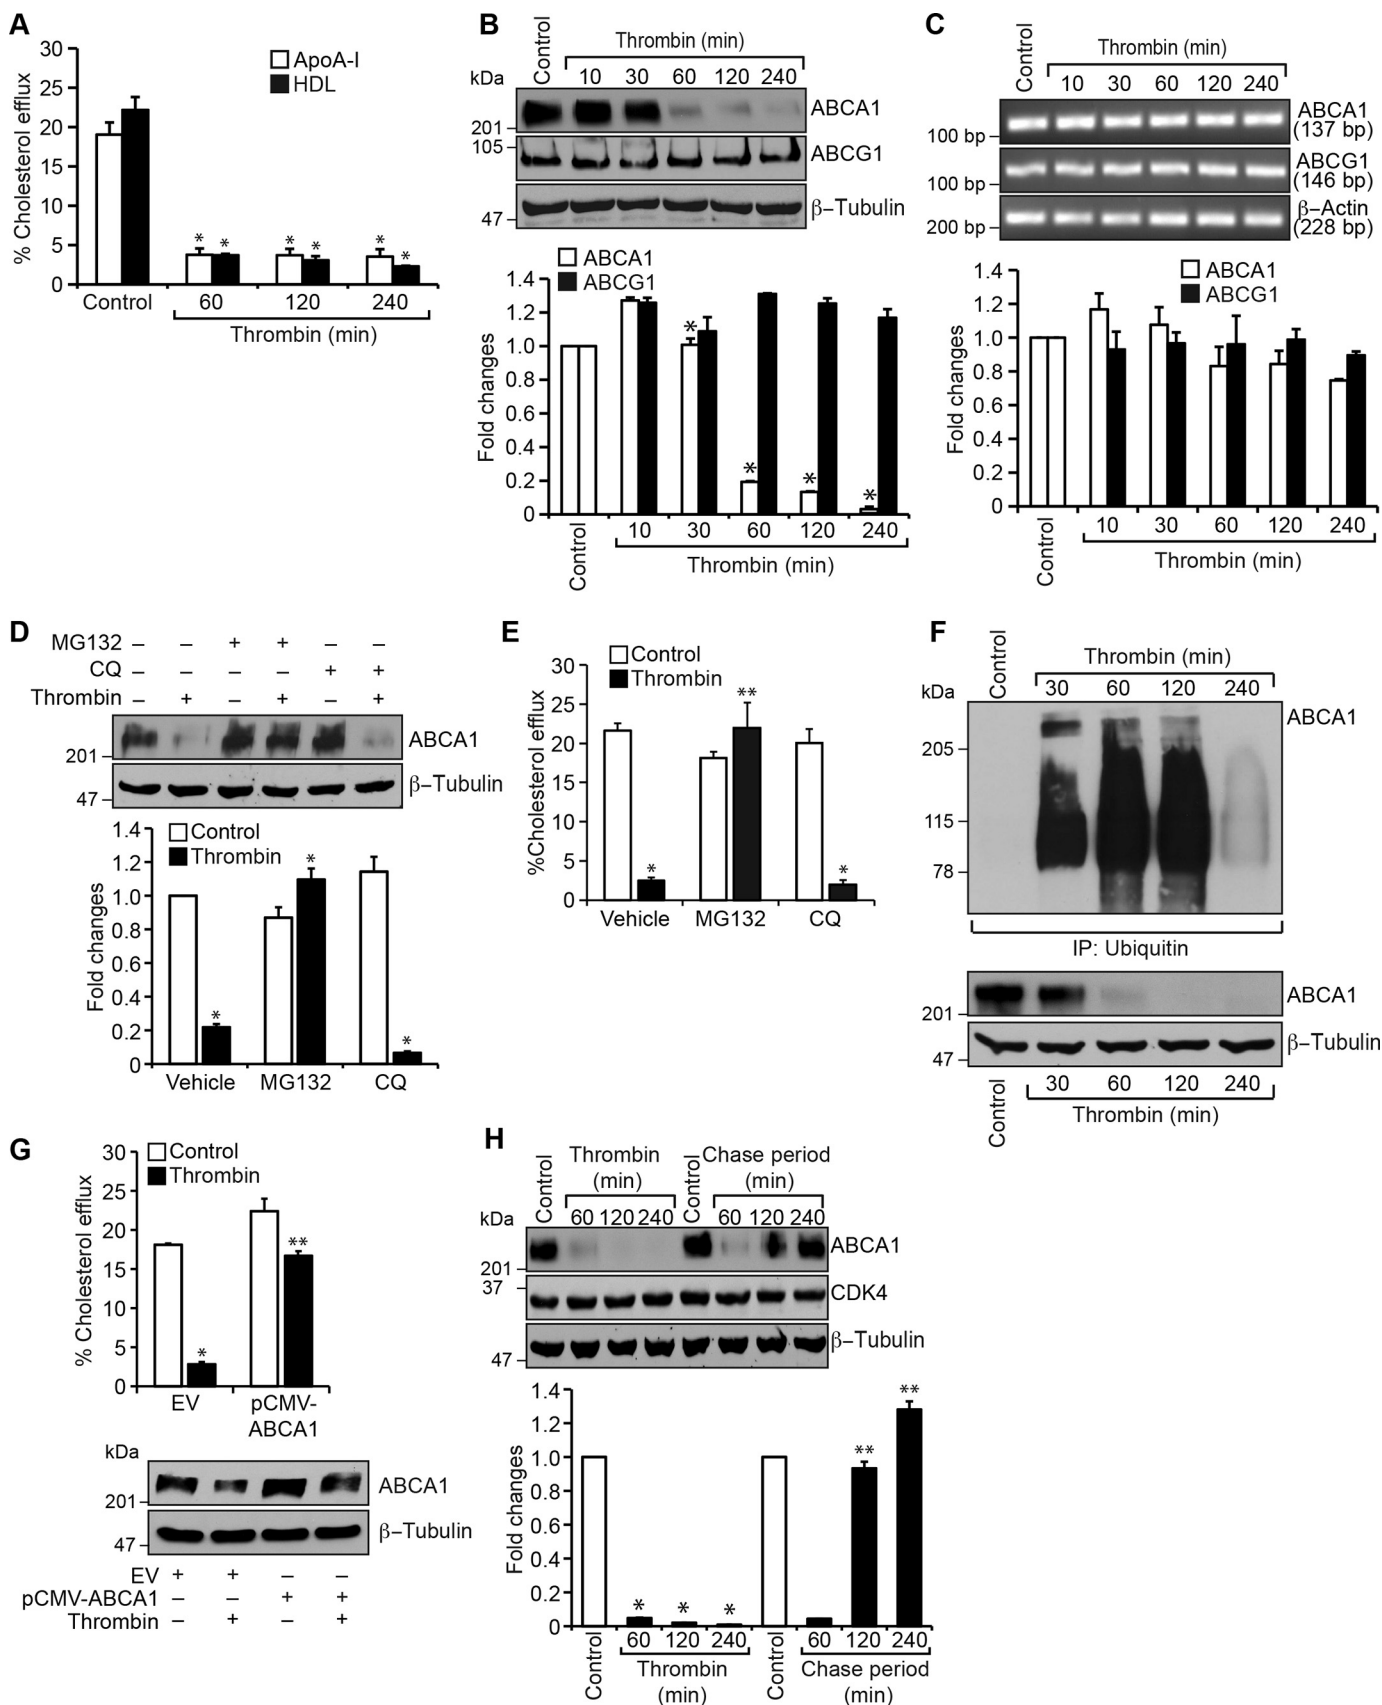 A
30
25
20
15
10
5
0
% Cholesterol efflux
ApoA-I
HDL
* * * * * *
Control 60 120 240
Thrombin (min)
B
Control
Thrombin (min)
kDa 10 30 60 120 240
201
ABCA1
105
ABCG1
47
β-Tubulin
ABCA1
ABCG1
1.4
1.2
1.0
0.8
0.6
0.4
0.2
0
Fold changes
* * * *
Control 10 30 60 120 240
Thrombin (min)
C
Control
Thrombin (min)
10 30 60 120 240
100 bp
ABCA1
(137 bp)
100 bp
ABCG1
(146 bp)
200 bp
β-Actin
(228 bp)
ABCA1
ABCG1
1.4
1.2
1.0
0.8
0.6
0.4
0.2
0
Fold changes
Control 10 30 60 120 240
Thrombin (min)
D
MG132 – – + + – –
CQ – – – – + +
Thrombin – + – + – +
201
ABCA1
47
β-Tubulin
Control
Thrombin
1.4
1.2
1.0
0.8
0.6
0.4
0.2
0
Fold changes
* * *
Vehicle MG132 CQ
E
30
25
20
15
10
5
0
%Cholesterol efflux
Control
Thrombin
* ** *
Vehicle MG132 CQ
F
Control
Thrombin (min)
kDa 30 60 120 240
ABCA1
205
115
78
IP: Ubiquitin
201
ABCA1
47
β-Tubulin
Control 30 60 120 240
Thrombin (min)
G
30
25
20
15
10
5
0
% Cholesterol efflux
Control
Thrombin
* **
EV pCMV-
ABCA1
kDa
201
ABCA1
47
β-Tubulin
EV + + – –
pCMV-ABCA1 – – + +
Thrombin – + – +
H
Control
Thrombin
(min)
Control
Chase period
(min)
kDa 60 120 240 60 120 240
201
ABCA1
37
CDK4
47
β-Tubulin
1.4
1.2
1.0
0.8
0.6
0.4
0.2
0
Fold changes
* * * ** **
Control 60 120 240 Control 60 120 240
Thrombin
(min)
Chase period
(min)